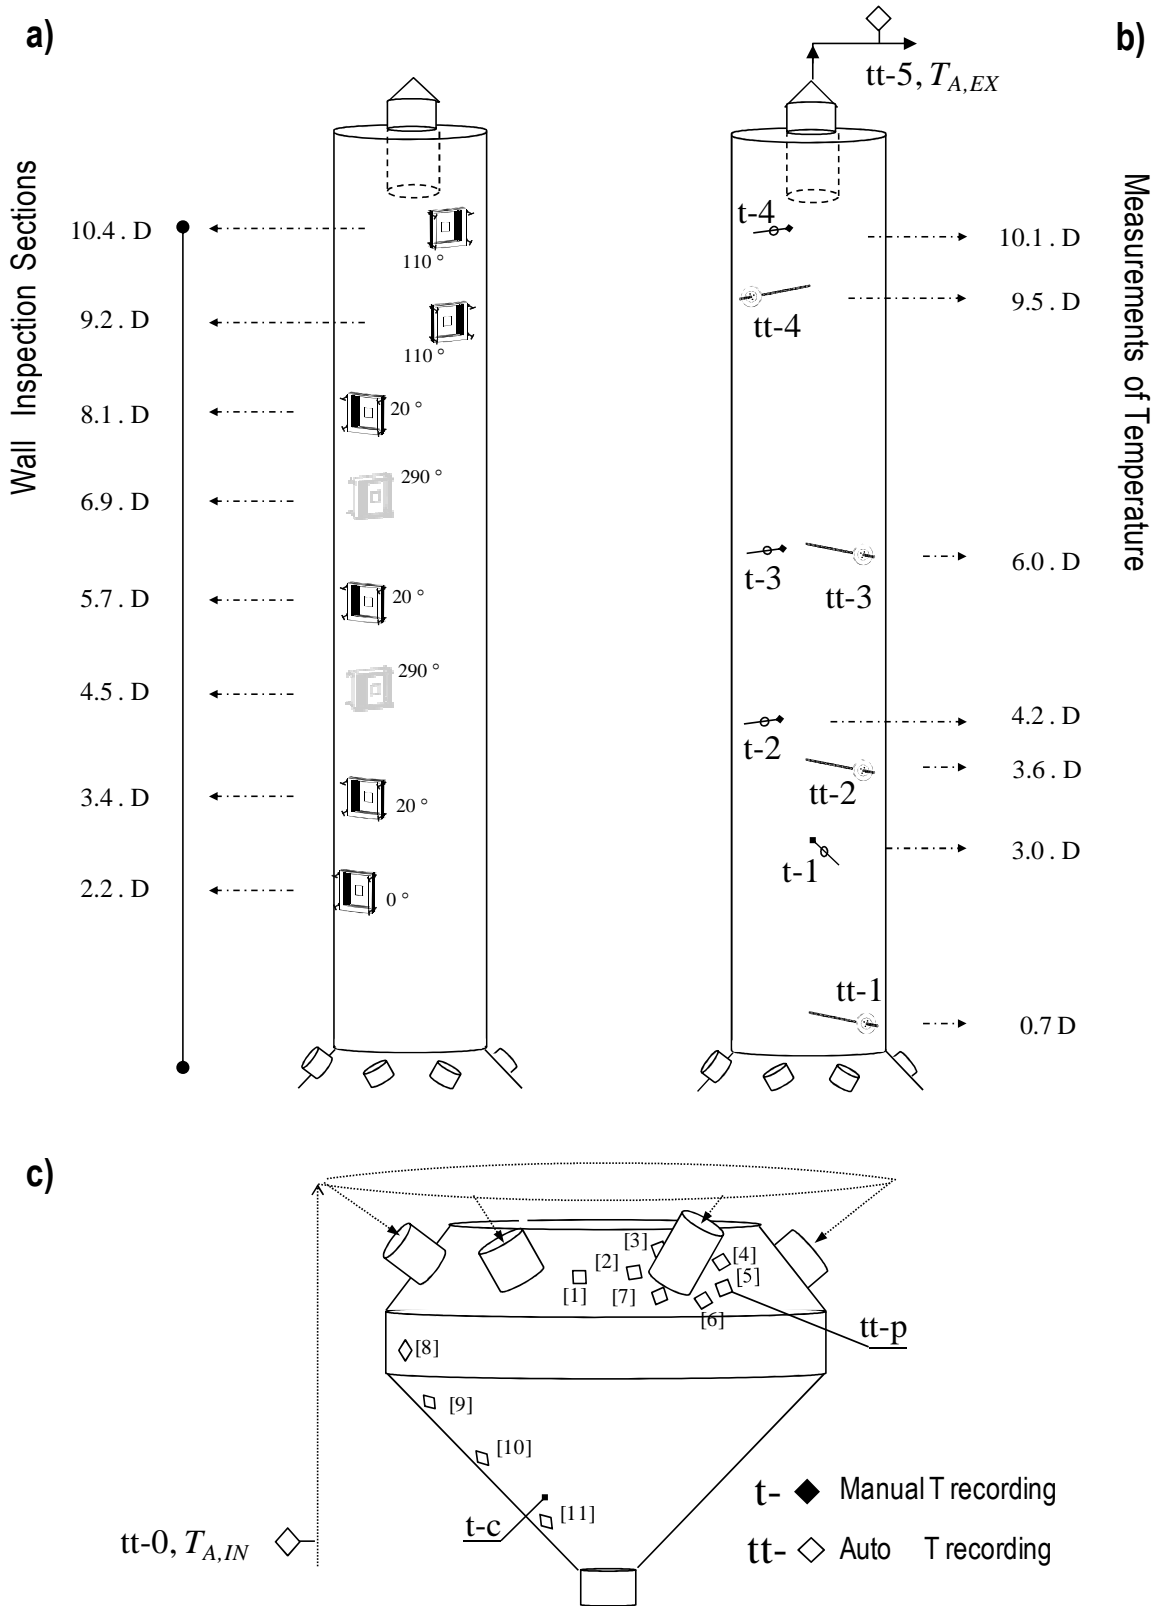 a)
b)
tt-5, T_{A,EX}
Wall Inspection Sections
10.4 . D
110 °
9.2 . D
110 °
8.1 . D
20 °
6.9 . D
290 °
5.7 . D
20 °
4.5 . D
290 °
3.4 . D
20 °
2.2 . D
0 °
Measurements of Temperature
t-4
10.1 . D
tt-4
9.5 . D
t-3
tt-3
6.0 . D
t-2
4.2 . D
tt-2
3.6 . D
t-1
3.0 . D
tt-1
0.7 D
c)
[3]
[2]
[4]
[1]
[7]
[5]
[6]
tt-p
[8]
[9]
[10]
[11]
t-c
tt-0, T_{A,IN}
t- Manual T recording
tt- Auto T recording